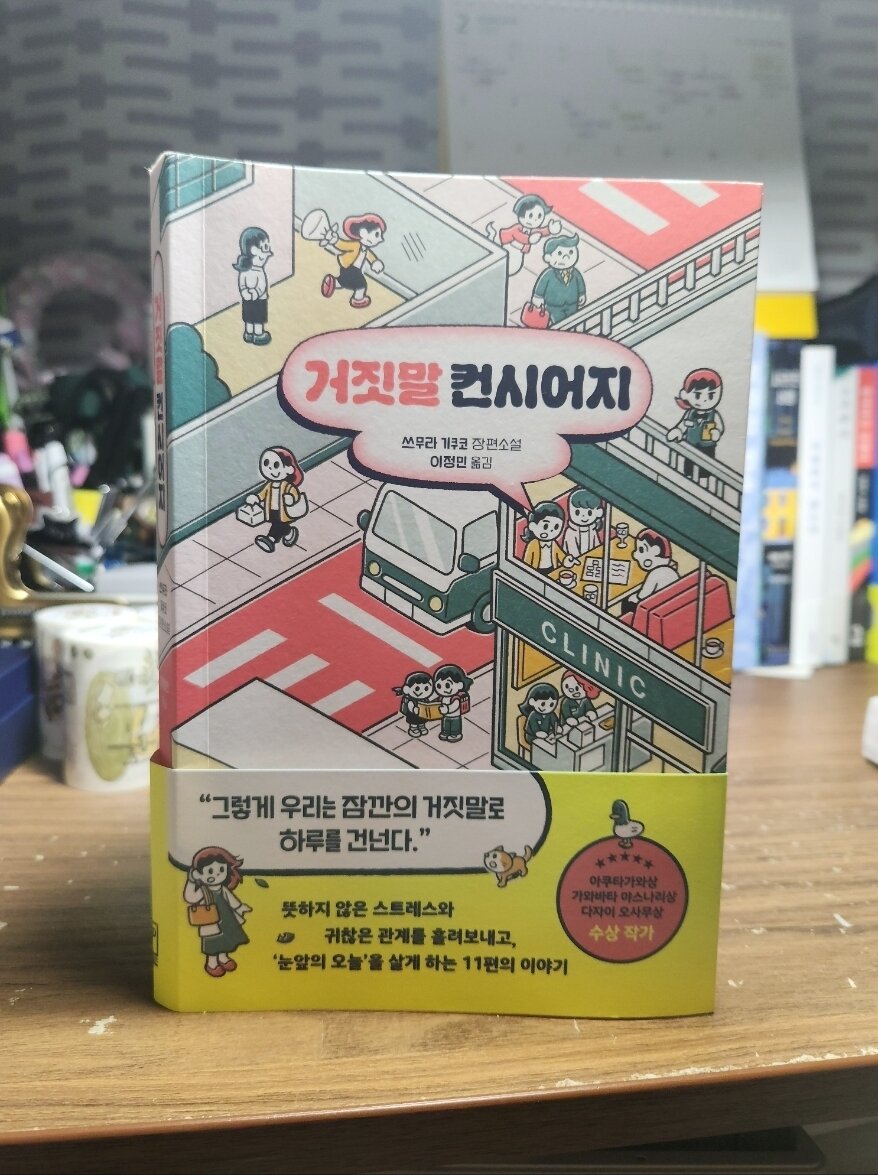 거짓말 컨시어지
쓰무라 기쿠코 장편소설
이정민 옮김
거짓말 컨시어지
CLINIC
“그렇게 우리는 잠깐의 거짓말로
하루를 건넌다.”
뜻하지 않은 스트레스와
귀찮은 관계를 흘려보내고,
‘눈앞의 오늘’을 살게 하는 11편의 이야기
아쿠타가와상
가와바타 야스나리상
다자이 오사무상
수상 작가
2